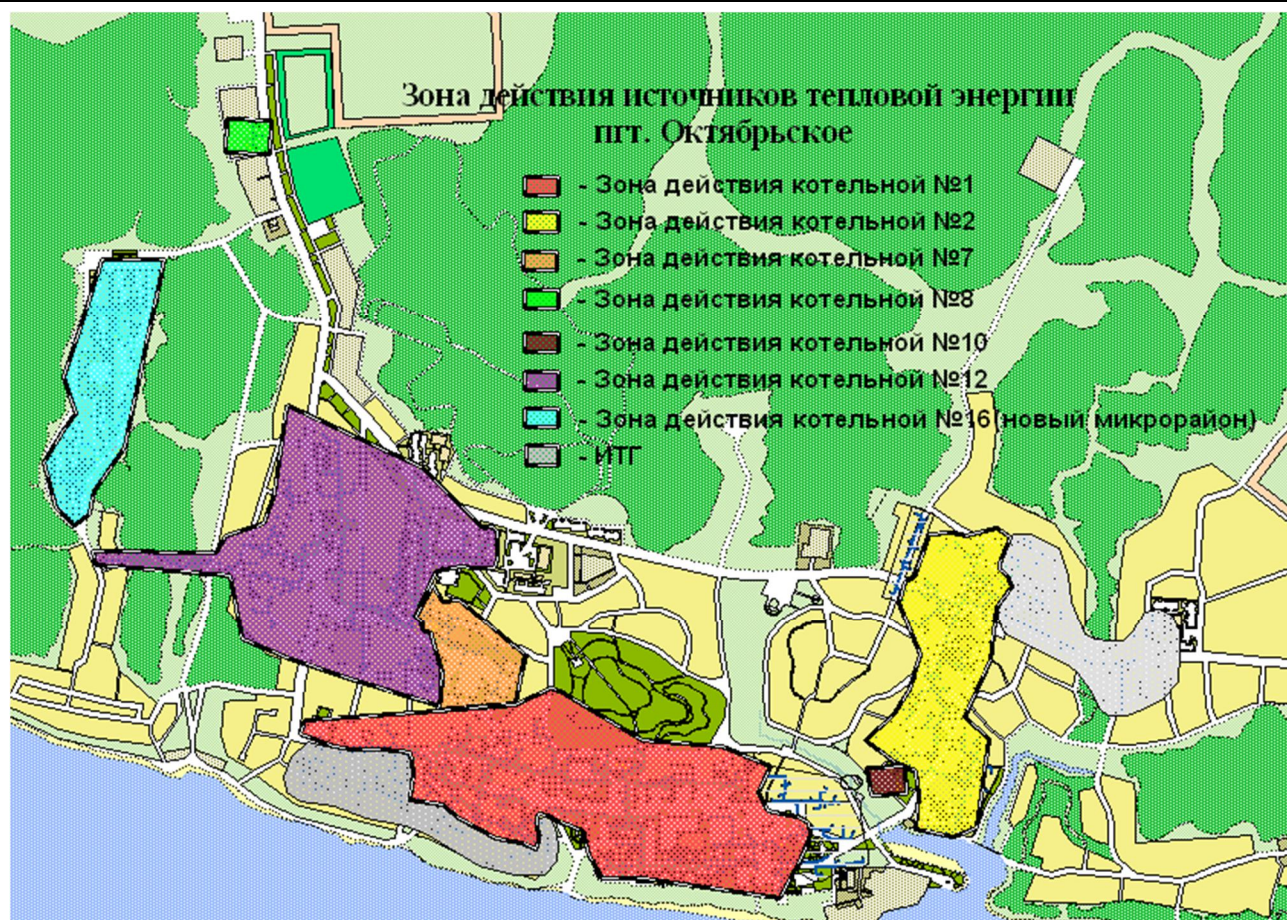 Зона действия источников тепловой энергии
пгт. Октябрьское
- Зона действия котельной №1
- Зона действия котельной №2
- Зона действия котельной №7
- Зона действия котельной №8
- Зона действия котельной №10
- Зона действия котельной №12
- Зона действия котельной №16(новый микрорайон)
- ИТГ